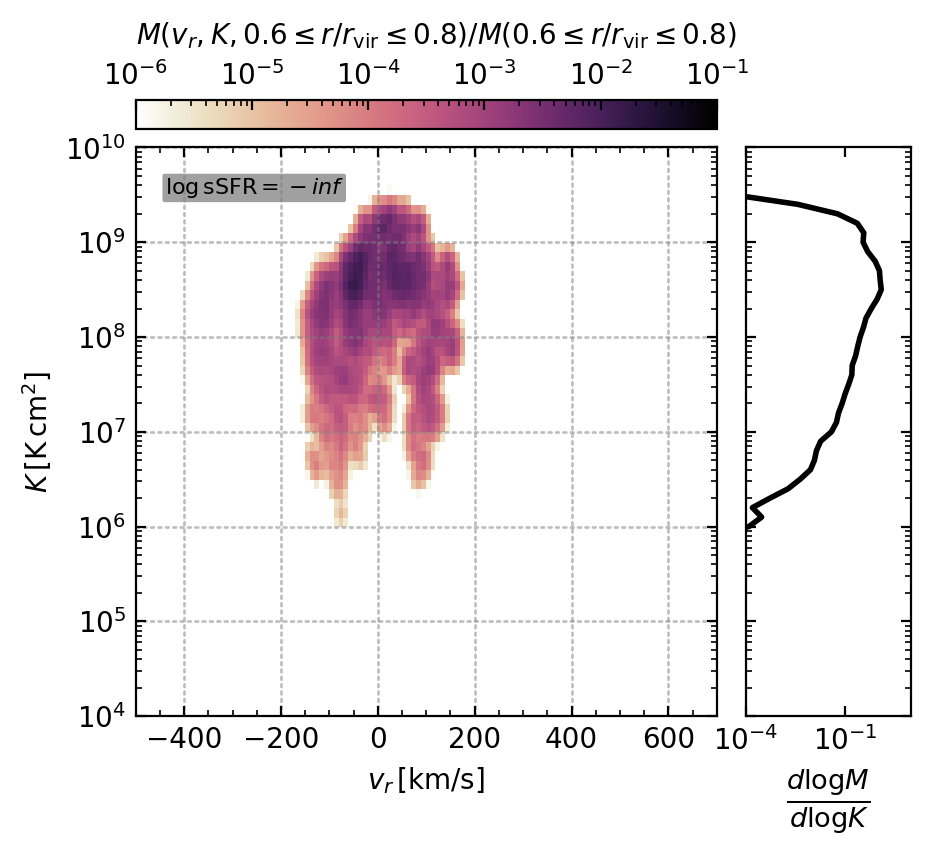 M(v_r, K, 0.6 ≤ r/r_vir ≤ 0.8)/M(0.6 ≤ r/r_vir ≤ 0.8)
10^−6 10^−5 10^−4 10^−3 10^−2 10^−1
log sSFR = −inf
10^10
10^9
10^8
10^7
10^6
10^5
10^4
K [K cm^2]
−400 −200 0 200 400 600
v_r [km/s]
10^−4 10^−1
dlogM
dlogK